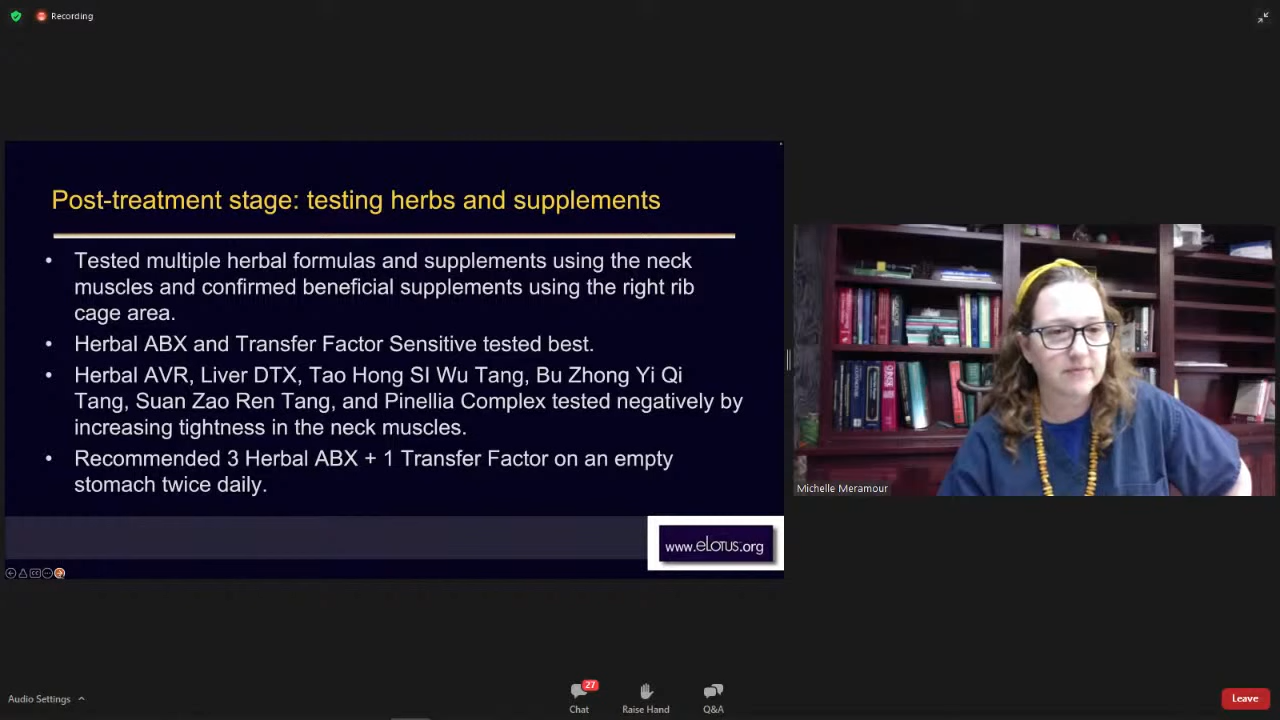 Recording
Post-treatment stage: testing herbs and supplements
• Tested multiple herbal formulas and supplements using the neck
muscles and confirmed beneficial supplements using the right rib
cage area.
• Herbal ABX and Transfer Factor Sensitive tested best.
• Herbal AVR, Liver DTX, Tao Hong SI Wu Tang, Bu Zhong Yi Qi
Tang, Suan Zao Ren Tang, and Pinellia Complex tested negatively by
increasing tightness in the neck muscles.
• Recommended 3 Herbal ABX + 1 Transfer Factor on an empty
stomach twice daily.
www.eLotus.org
Michelle Meramour
Audio Settings
27
Chat
Raise Hand
Q&A
Leave